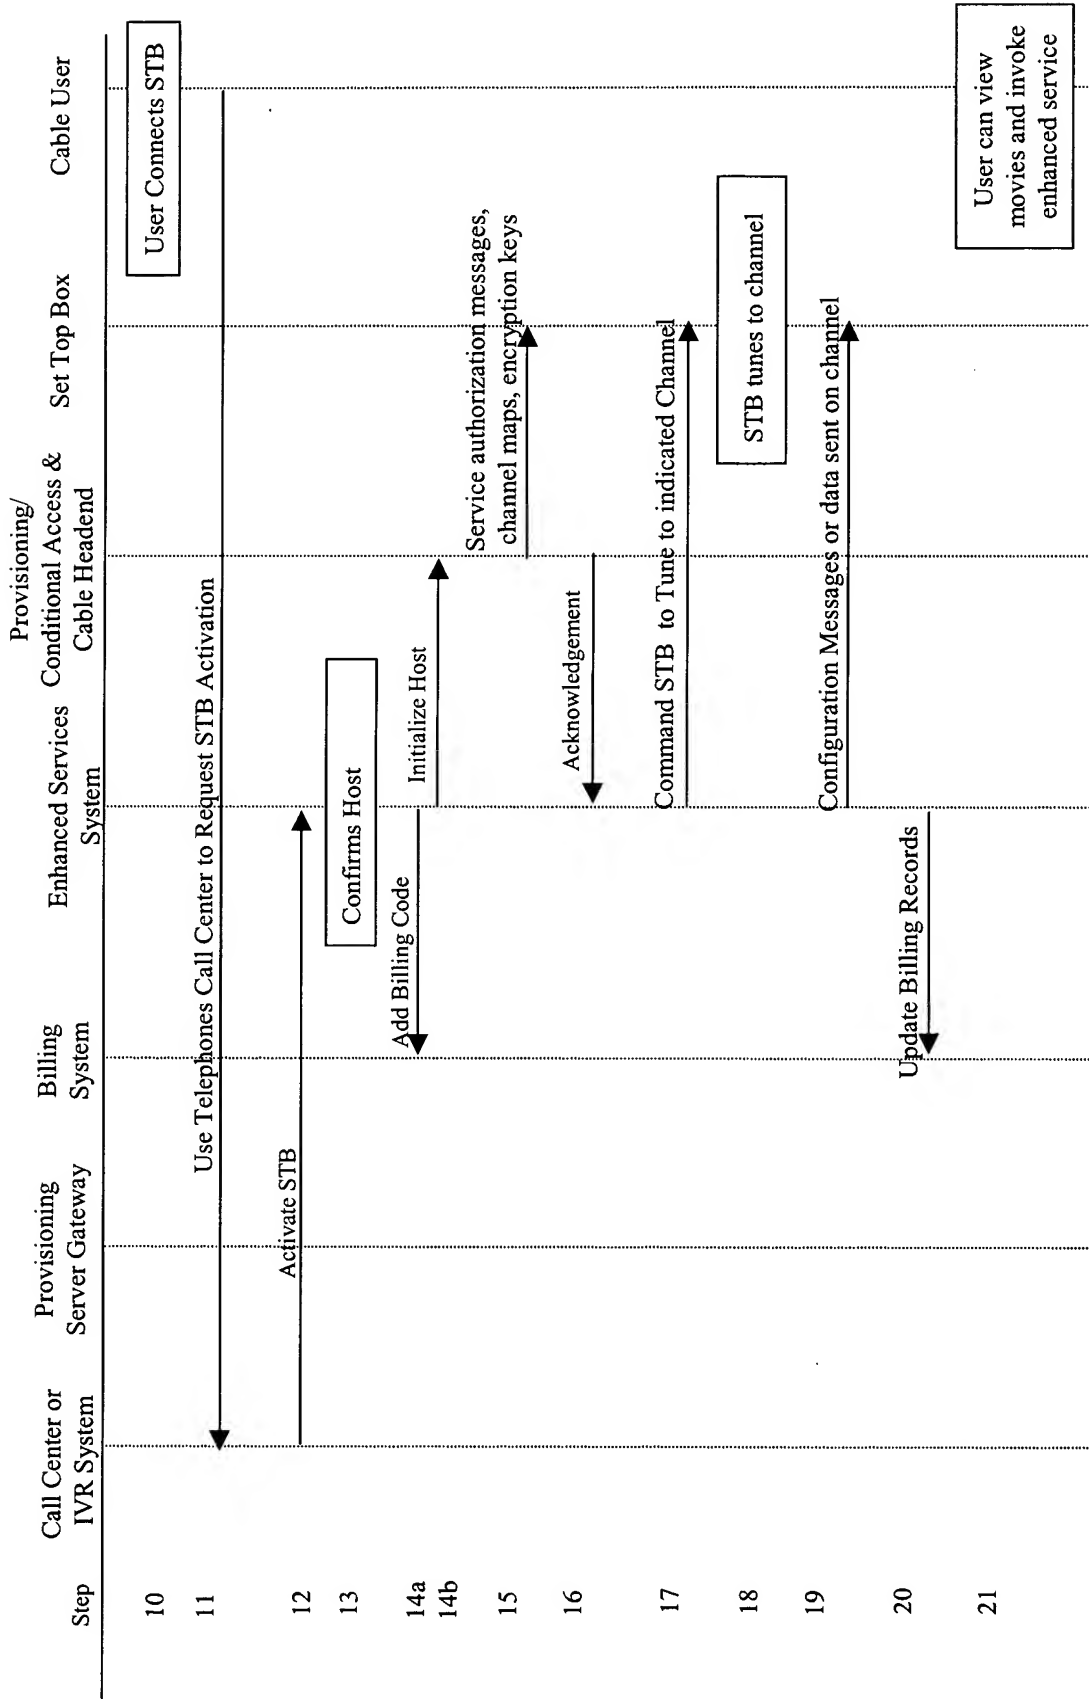 Step
Call Center or
IVR System
Provisioning
Server Gateway
Billing
System
Enhanced Services
System
Provisioning/
Conditional Access &
Cable Headend
Set Top Box
Cable User
10
User Connects STB
11
Use Telephones Call Center to Request STB Activation
12
Activate STB
13
Confirms Host
14a
Add Billing Code
14b
Initialize Host
15
Service authorization messages,
channel maps, encryption keys
16
Acknowledgement
17
Command STB to Tune to indicated Channel
18
STB tunes to channel
19
Configuration Messages or data sent on channel
20
Update Billing Records
21
User can view
movies and invoke
enhanced service